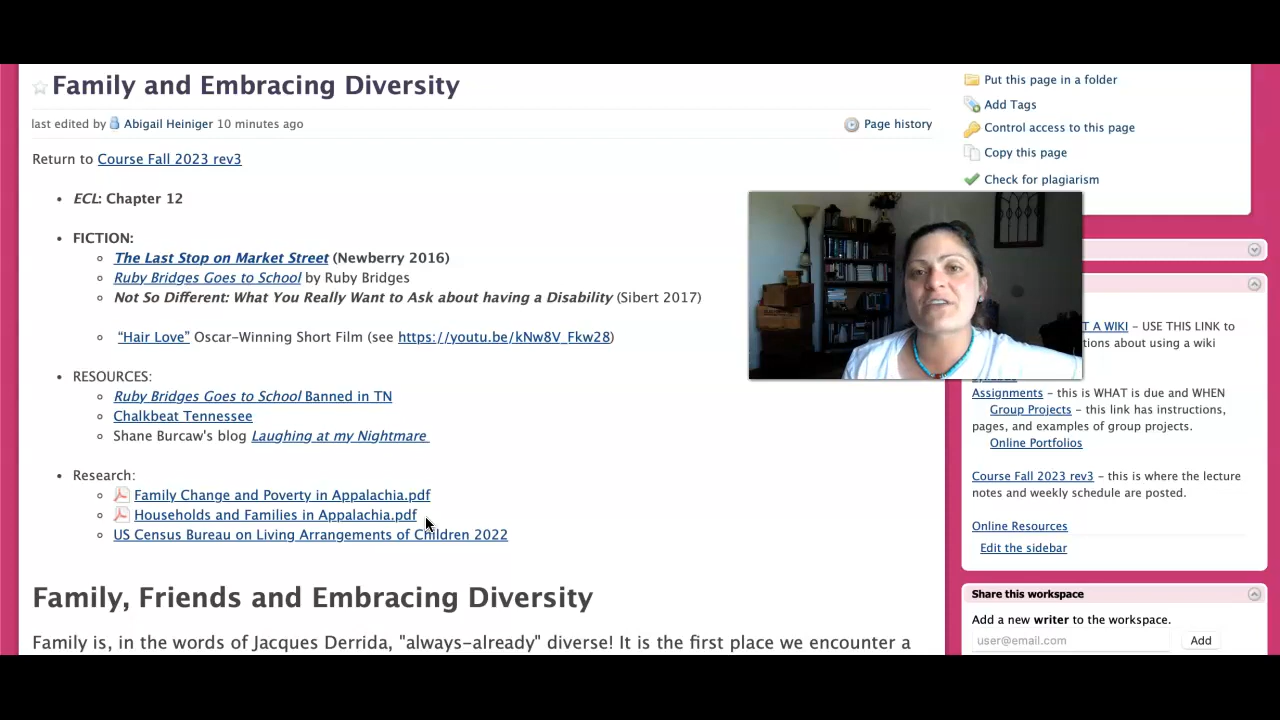 Family and Embracing Diversity
last edited by Abigail Heiniger 10 minutes ago
Page history
Return to Course Fall 2023 rev3
ECL: Chapter 12
FICTION:
The Last Stop on Market Street (Newberry 2016)
Ruby Bridges Goes to School by Ruby Bridges
Not So Different: What You Really Want to Ask about having a Disability (Sibert 2017)
“Hair Love” Oscar-Winning Short Film (see https://youtu.be/kNw8V_Fkw28)
RESOURCES:
Ruby Bridges Goes to School Banned in TN
Chalkbeat Tennessee
Shane Burcaw's blog Laughing at my Nightmare
Research:
Family Change and Poverty in Appalachia.pdf
Households and Families in Appalachia.pdf
US Census Bureau on Living Arrangements of Children 2022
Family, Friends and Embracing Diversity
Family is, in the words of Jacques Derrida, "always-already" diverse! It is the first place we encounter a
Put this page in a folder
Add Tags
Control access to this page
Copy this page
Check for plagiarism
T A WIKI – USE THIS LINK to
tions about using a wiki
Assignments – this is WHAT is due and WHEN
Group Projects – this link has instructions,
pages, and examples of group projects.
Online Portfolios
Course Fall 2023 rev3 – this is where the lecture
notes and weekly schedule are posted.
Online Resources
Edit the sidebar
Share this workspace
Add a new writer to the workspace.
user@email.com
Add